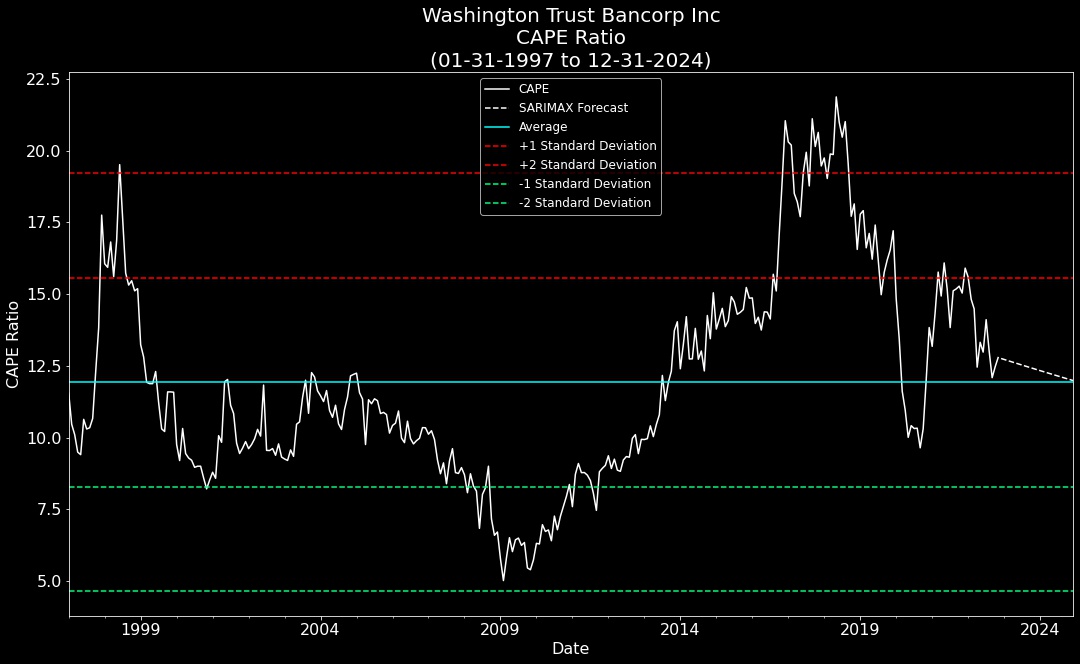 Washington Trust Bancorp Inc
CAPE Ratio
(01-31-1997 to 12-31-2024)
CAPE
SARIMAX Forecast
Average
+1 Standard Deviation
+2 Standard Deviation
-1 Standard Deviation
-2 Standard Deviation
CAPE Ratio
22.5
20.0
17.5
15.0
12.5
10.0
7.5
5.0
1999 2004 2009 2014 2019 2024
Date